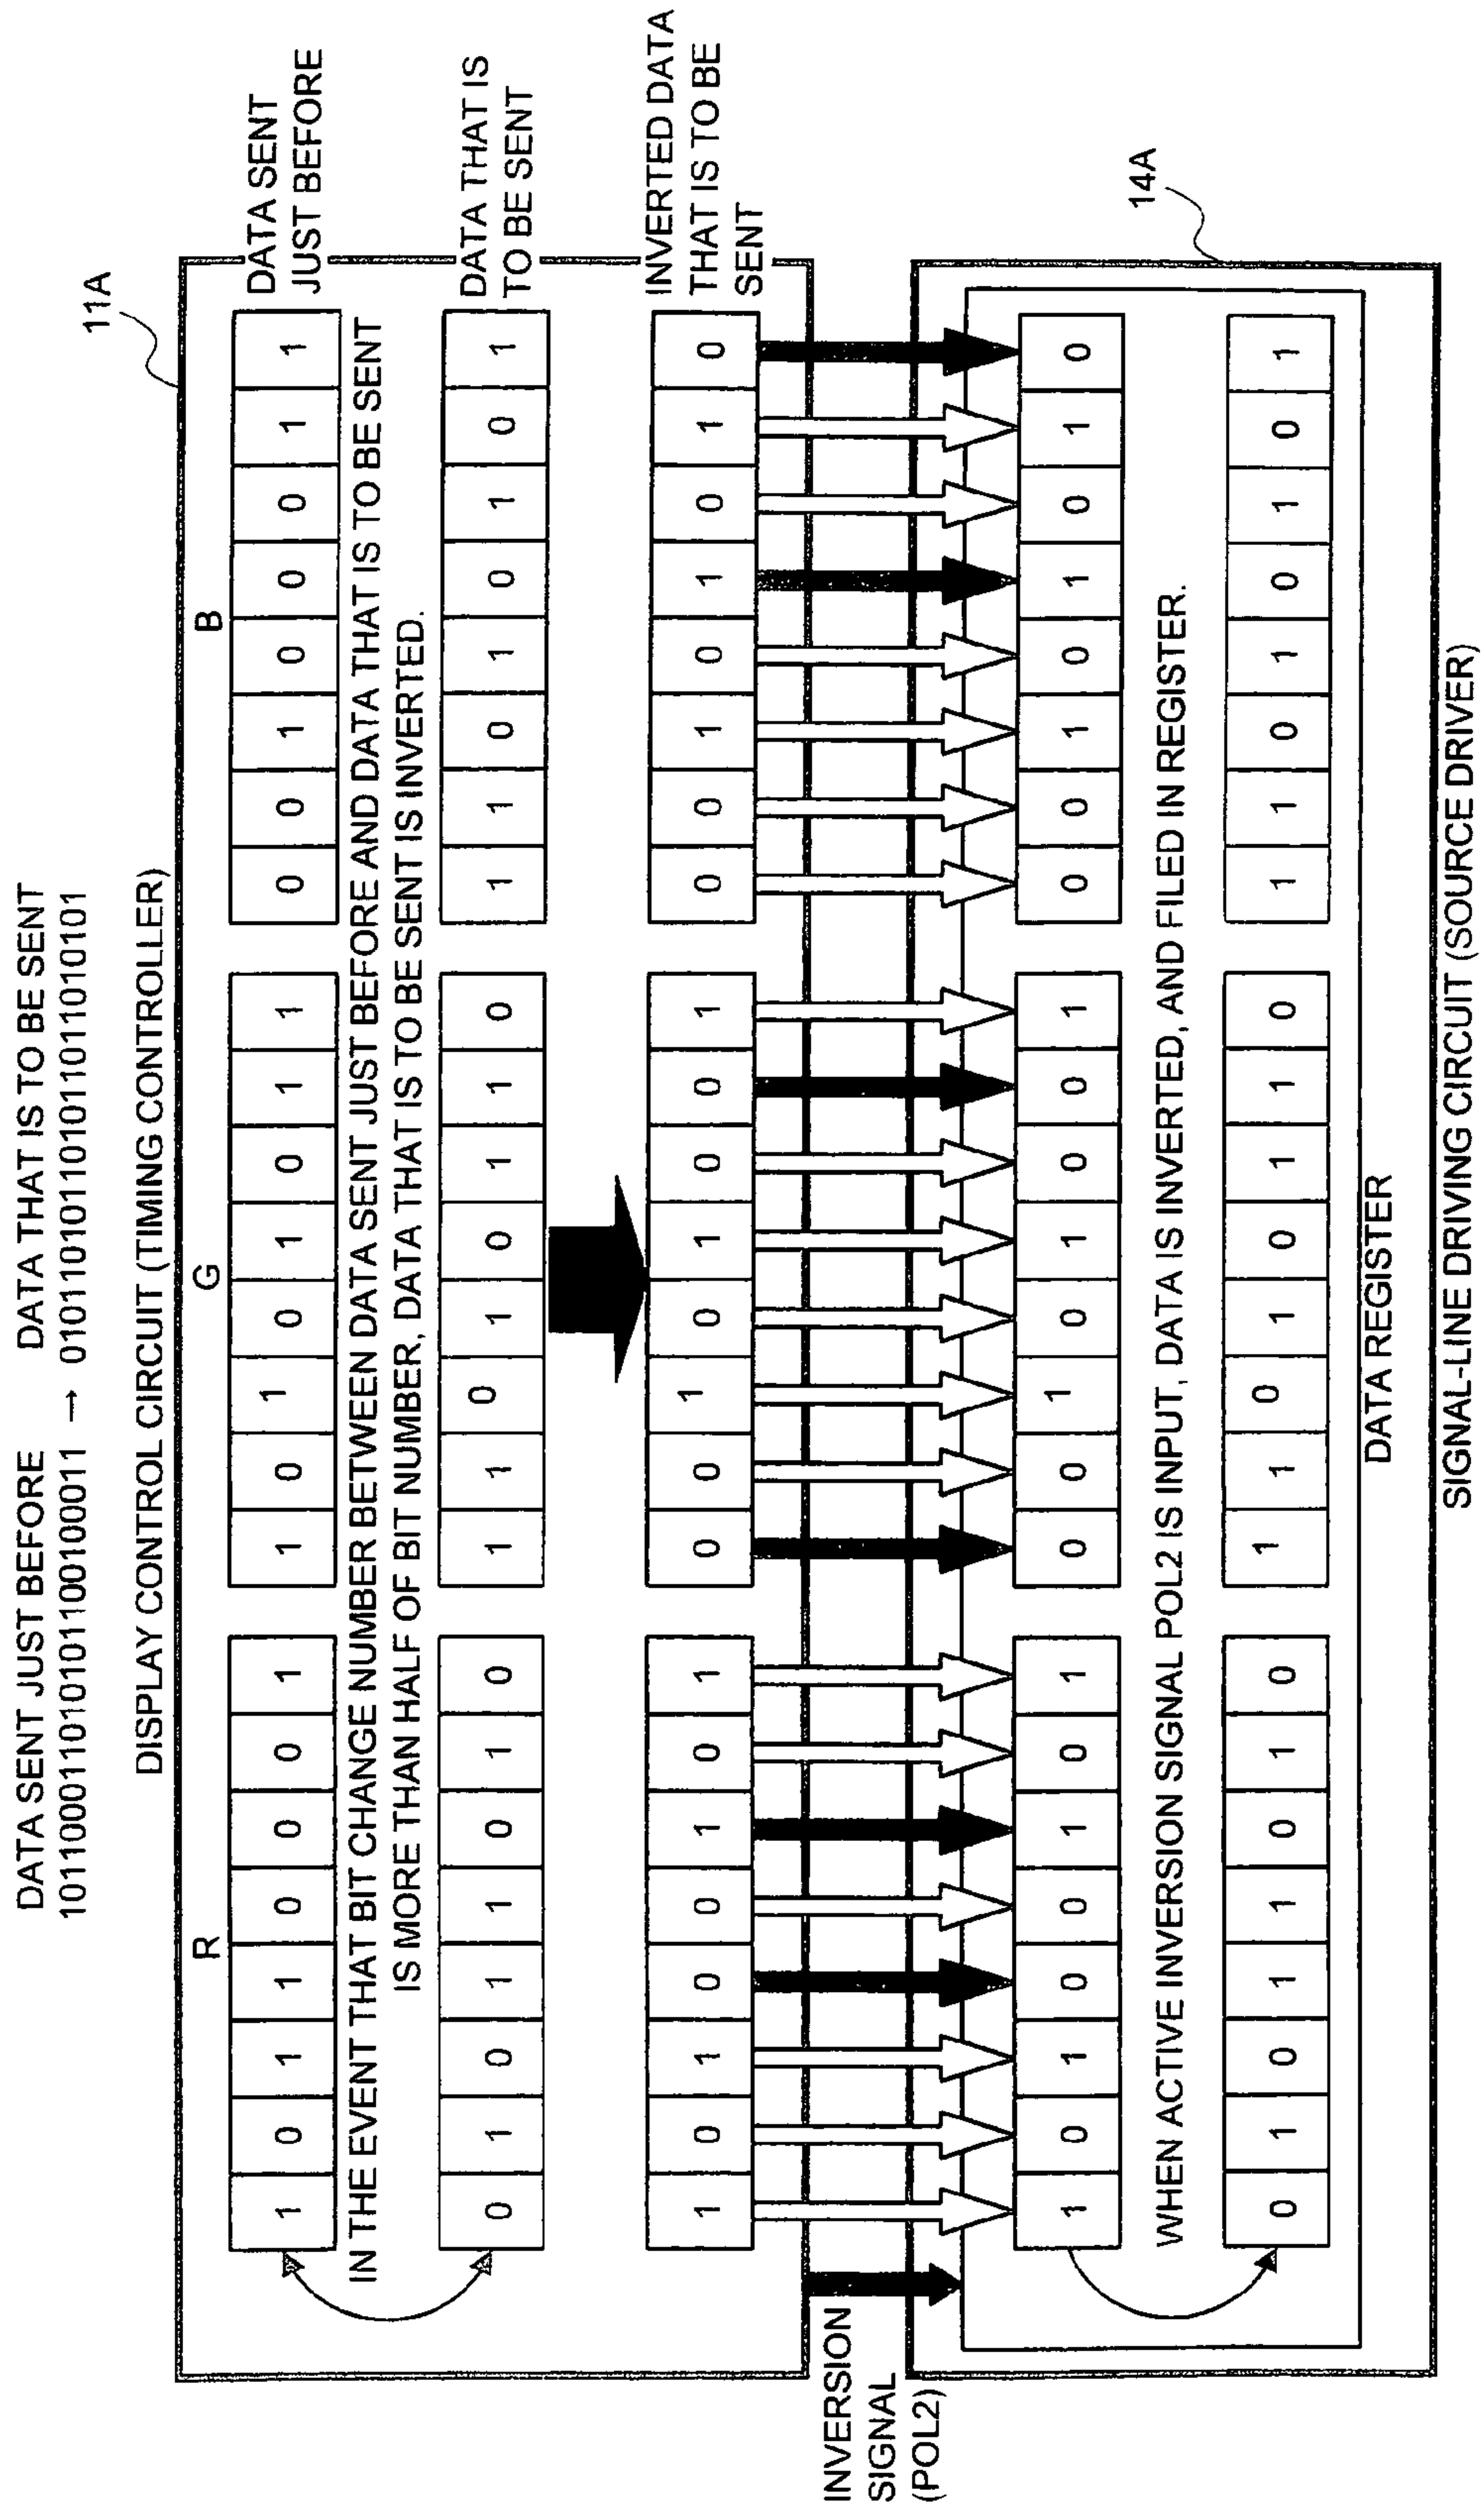 DATA SENT JUST BEFORE DATA THAT IS TO BE SENT
101100011010101100100011 → 010110101101011011010101
DISPLAY CONTROL CIRCUIT (TIMING CONTROLLER)
11A
R G B
1 0 1 1 0 0 0 1 1 0 1 0 1 0 1 1 0 0 1 0 0 0 1 1
DATA SENT
JUST BEFORE
IN THE EVENT THAT BIT CHANGE NUMBER BETWEEN DATA SENT JUST BEFORE AND DATA THAT IS TO BE SENT
IS MORE THAN HALF OF BIT NUMBER, DATA THAT IS TO BE SENT IS INVERTED.
0 1 0 1 1 0 1 0 1 1 0 1 0 1 1 0 1 1 0 1 0 1 0 1
DATA THAT IS
TO BE SENT
1 0 1 0 0 1 0 1 0 0 1 0 1 0 0 1 0 0 1 0 1 0 1 0
INVERTED DATA
THAT IS TO BE
SENT
INVERSION
SIGNAL
(POL2)
14A
1 0 1 0 0 1 0 1 0 0 1 0 1 0 0 1 0 0 1 0 1 0 1 0
WHEN ACTIVE INVERSION SIGNAL POL2 IS INPUT, DATA IS INVERTED, AND FILED IN REGISTER.
0 1 0 1 1 0 1 0 1 1 0 1 0 1 1 0 1 1 0 1 0 1 0 1
DATA REGISTER
SIGNAL-LINE DRIVING CIRCUIT (SOURCE DRIVER)